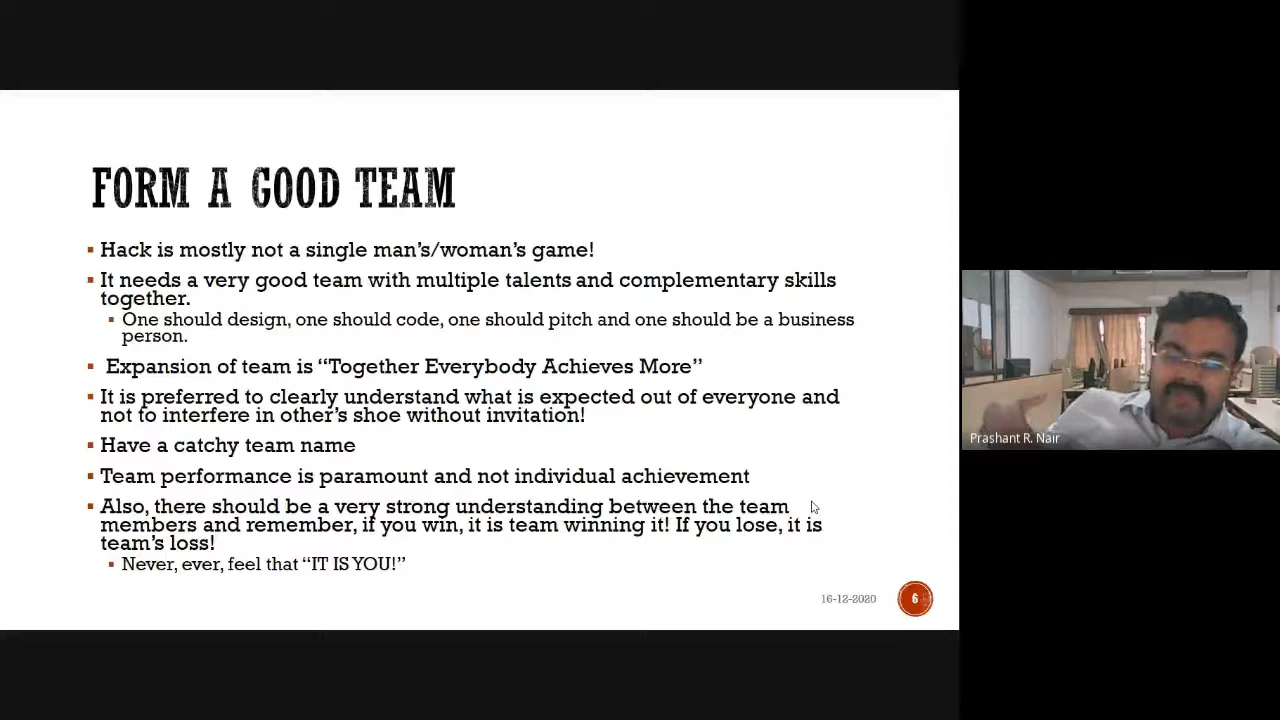 FORM A GOOD TEAM
▪ Hack is mostly not a single man's/woman's game!
▪ It needs a very good team with multiple talents and complementary skills
together.
▪ One should design, one should code, one should pitch and one should be a business
person.
▪ Expansion of team is “Together Everybody Achieves More”
▪ It is preferred to clearly understand what is expected out of everyone and
not to interfere in other's shoe without invitation!
▪ Have a catchy team name
▪ Team performance is paramount and not individual achievement
▪ Also, there should be a very strong understanding between the team
members and remember, if you win, it is team winning it! If you lose, it is
team's loss!
▪ Never, ever, feel that “IT IS YOU!”
16-12-2020
6
Prashant R. Nair